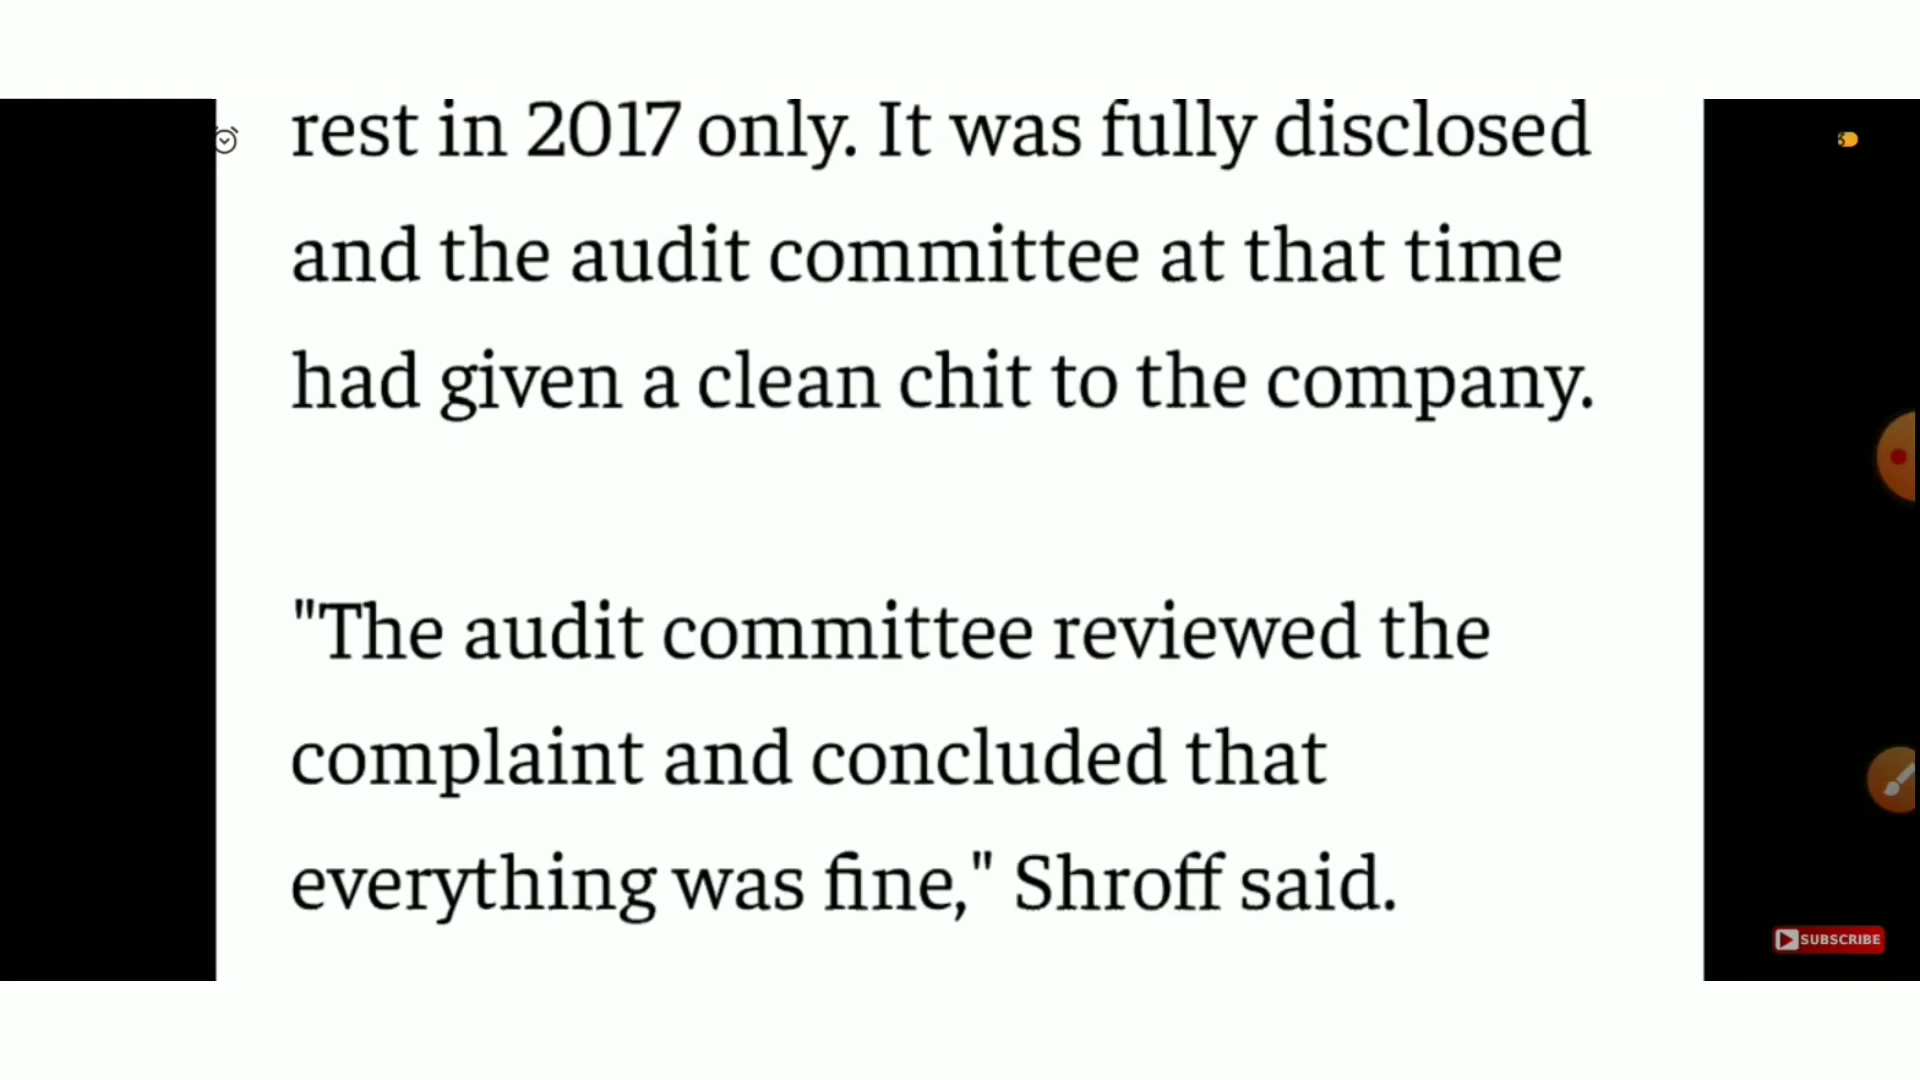 rest in 2017 only. It was fully disclosed
and the audit committee at that time
had given a clean chit to the company.
"The audit committee reviewed the
complaint and concluded that
everything was fine," Shroff said.
SUBSCRIBE